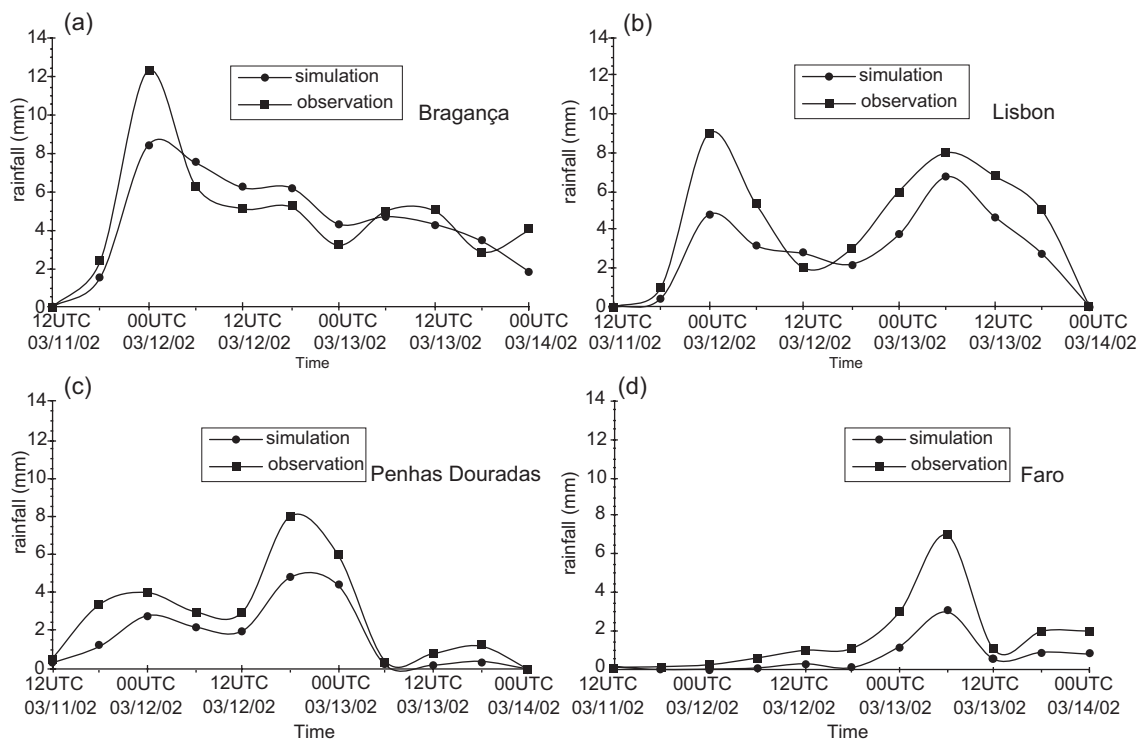 (a)
14
12
10
8
6
4
2
0
rainfall (mm)
simulation
observation
Bragança
12UTC 00UTC 12UTC 00UTC 12UTC 00UTC
03/11/02 03/12/02 03/12/02 03/13/02 03/13/02 03/14/02
Time
(b)
14
12
10
8
6
4
2
0
rainfall (mm)
simulation
observation
Lisbon
12UTC 00UTC 12UTC 00UTC 12UTC 00UTC
03/11/02 03/12/02 03/12/02 03/13/02 03/13/02 03/14/02
Time
(c)
14
12
10
8
6
4
2
0
rainfall (mm)
simulation
observation
Penhas Douradas
12UTC 00UTC 12UTC 00UTC 12UTC 00UTC
03/11/02 03/12/02 03/12/02 03/13/02 03/13/02 03/14/02
Time
(d)
14
12
10
8
6
4
2
0
rainfall (mm)
simulation
observation
Faro
12UTC 00UTC 12UTC 00UTC 12UTC 00UTC
03/11/02 03/12/02 03/12/02 03/13/02 03/13/02 03/14/02
Time